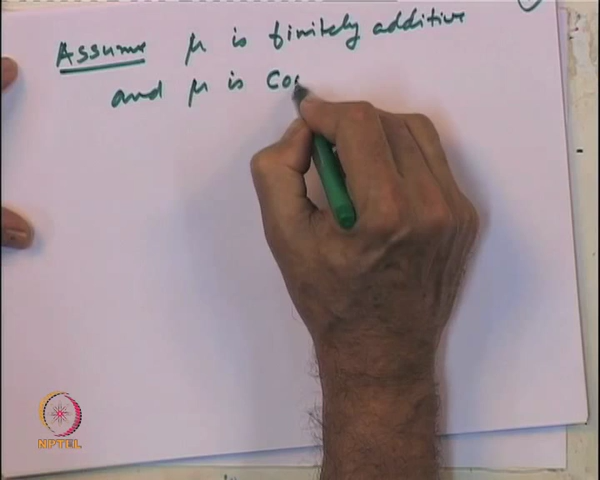 Assume μ is finitely additive
and μ is Co
NPTEL